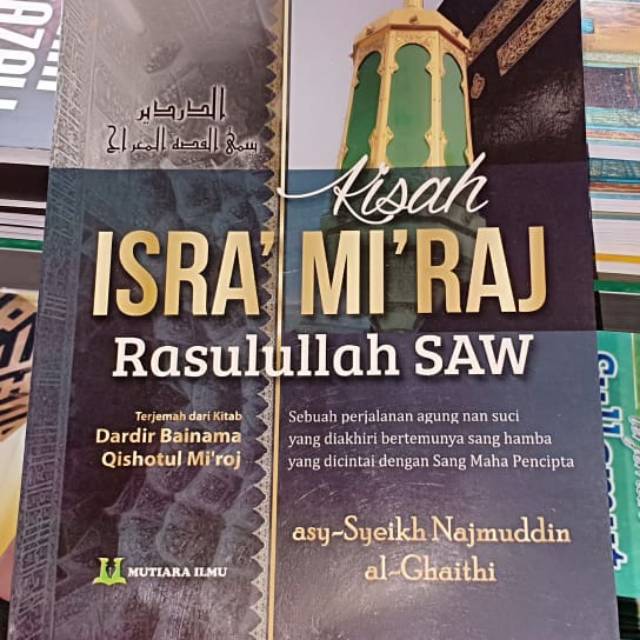 الدردير
بسمى القصة المعراج
Kisah
ISRA' MI'RAJ
Rasulullah SAW
Terjemah dari Kitab
Dardir Bainama
Qishotul Mi'roj
Sebuah perjalanan agung nan suci
yang diakhiri bertemunya sang hamba
yang dicintai dengan Sang Maha Pencipta
asy-Syeikh Najmuddin
al-Ghaithi
MUTIARA ILMU